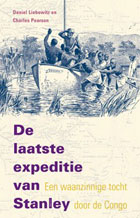 Daniel Liebowitz en
Charles Pearson
De
laatste
expeditie
van Een waanzinnige tocht
Stanley door de Congo